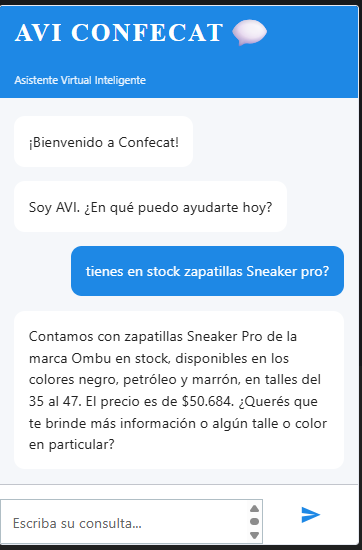 AVI CONFECAT
Asistente Virtual Inteligente
¡Bienvenido a Confecat!
Soy AVI. ¿En qué puedo ayudarte hoy?
tienes en stock zapatillas Sneaker pro?
Contamos con zapatillas Sneaker Pro de la
marca Ombu en stock, disponibles en los
colores negro, petróleo y marrón, en talles del
35 al 47. El precio es de $50.684. ¿Querés que
te brinde más información o algún talle o color
en particular?
Escriba su consulta...